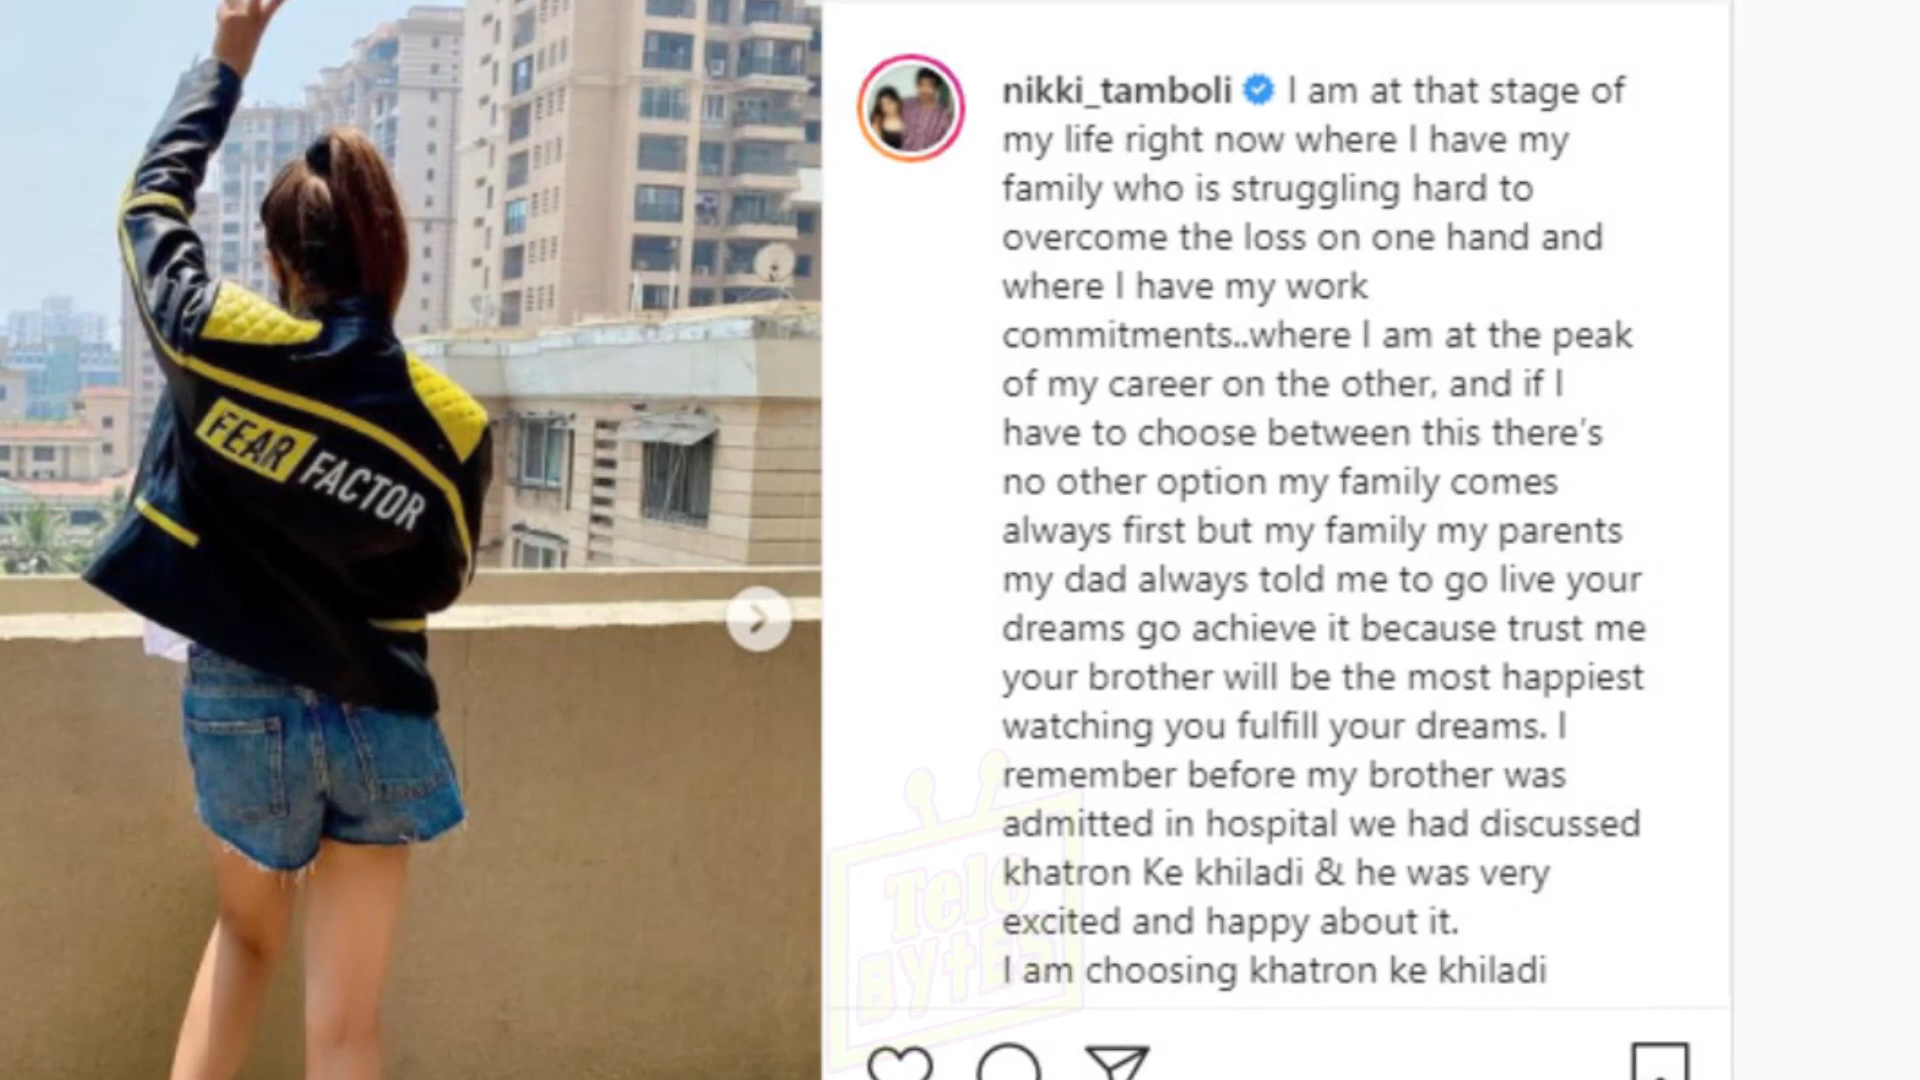 FEAR FACTOR
nikki_tamboli I am at that stage of
my life right now where I have my
family who is struggling hard to
overcome the loss on one hand and
where I have my work
commitments..where I am at the peak
of my career on the other, and if I
have to choose between this there's
no other option my family comes
always first but my family my parents
my dad always told me to go live your
dreams go achieve it because trust me
your brother will be the most happiest
watching you fulfill your dreams. I
remember before my brother was
admitted in hospital we had discussed
khatron Ke khiladi & he was very
excited and happy about it.
I am choosing khatron ke khiladi
Tele
BYtES